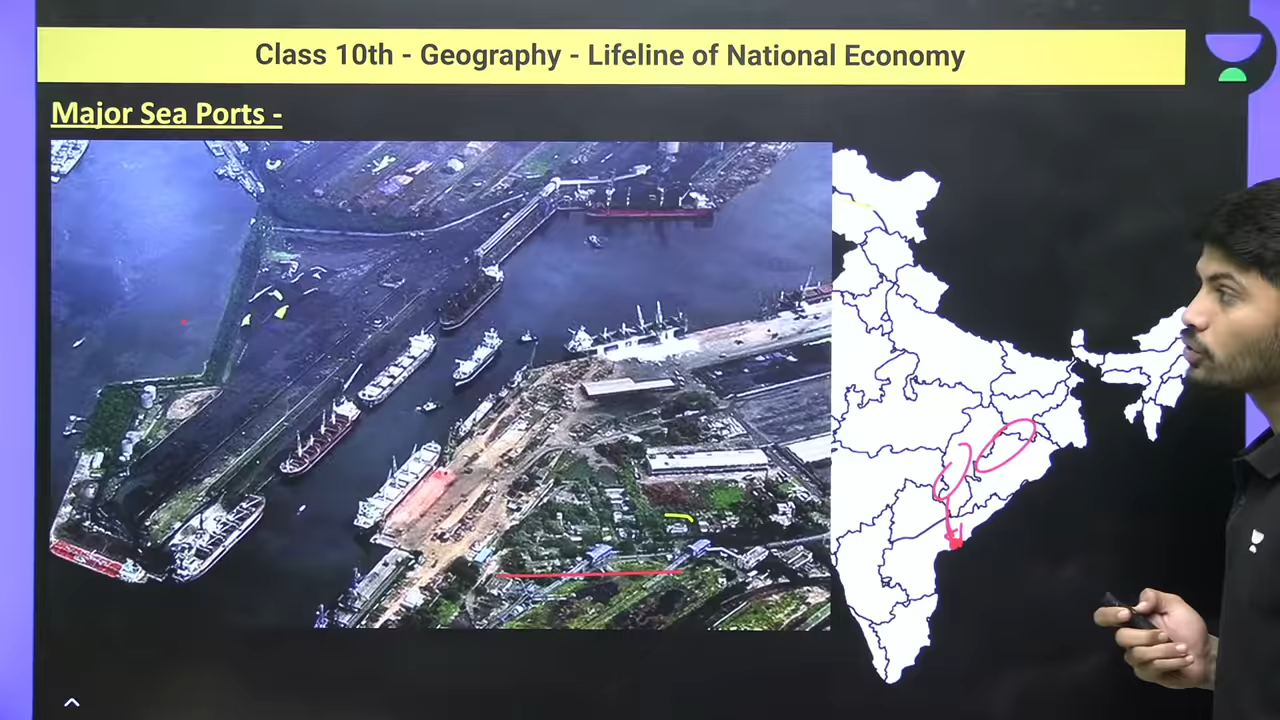 Class 10th - Geography - Lifeline of National Economy
Major Sea Ports -